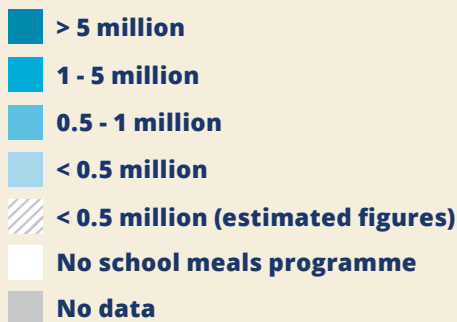 > 5 million
1 - 5 million
0.5 - 1 million
< 0.5 million
< 0.5 million (estimated figures)
No school meals programme
No data